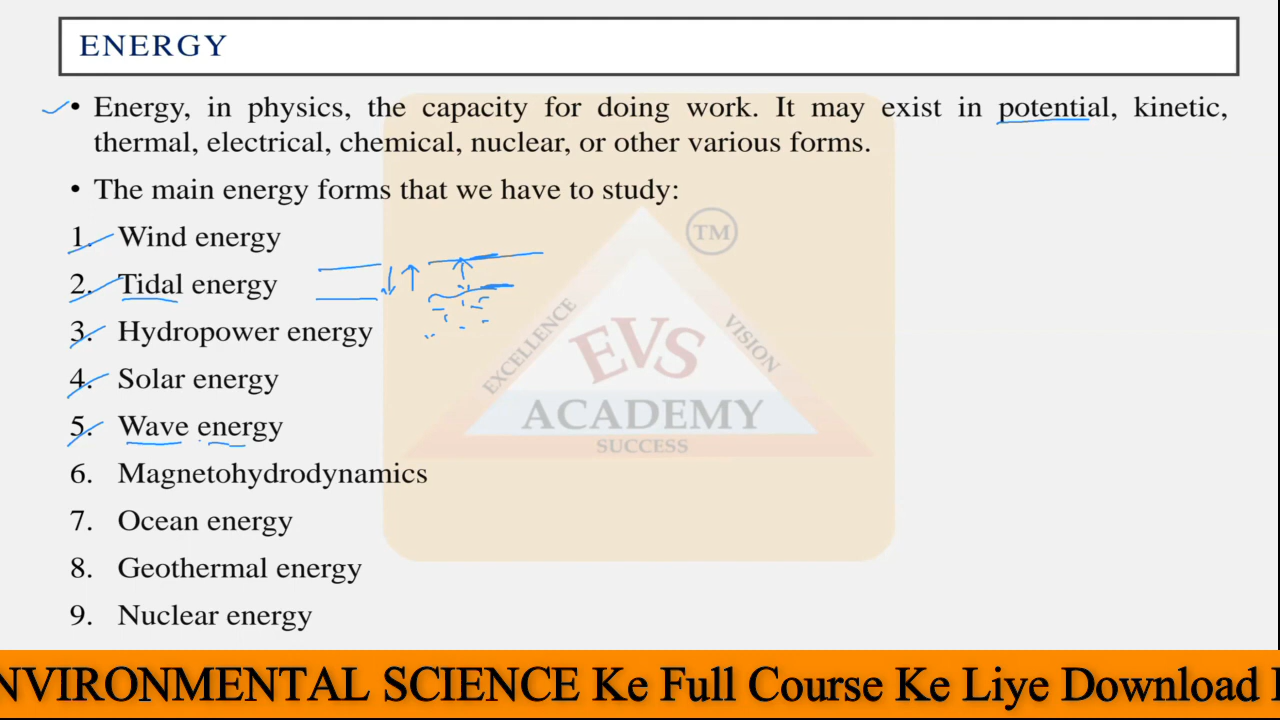 ENERGY
• Energy, in physics, the capacity for doing work. It may exist in potential, kinetic,
thermal, electrical, chemical, nuclear, or other various forms.
• The main energy forms that we have to study:
1. Wind energy
2. Tidal energy
3. Hydropower energy
4. Solar energy
5. Wave energy
6. Magnetohydrodynamics
7. Ocean energy
8. Geothermal energy
9. Nuclear energy
TM
EXCELLENCE
VISION
EVS
ACADEMY
SUCCESS
NVIRONMENTAL SCIENCE Ke Full Course Ke Liye Download